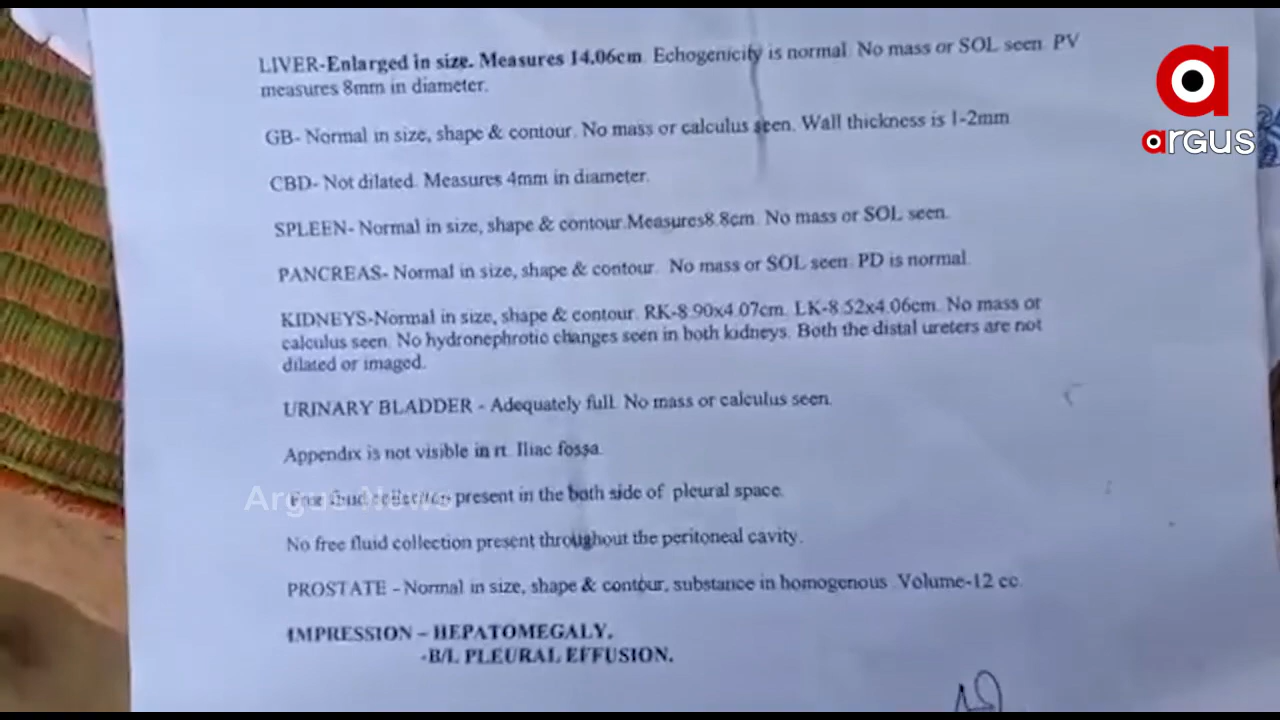 LIVER-Enlarged in size. Measures 14.06cm. Echogenicity is normal. No mass or SOL seen. PV
measures 8mm in diameter.
argus
GB- Normal in size, shape & contour. No mass or calculus seen. Wall thickness is 1-2mm
CBD- Not dilated. Measures 4mm in diameter.
SPLEEN- Normal in size, shape & contour.Measures8.8cm. No mass or SOL seen.
PANCREAS- Normal in size, shape & contour. No mass or SOL seen. PD is normal.
KIDNEYS-Normal in size, shape & contour. RK-8.90x4.07cm. LK-8.52x4.06cm. No mass or
calculus seen. No hydronephrotic changes seen in both kidneys. Both the distal ureters are not
dilated or imaged.
URINARY BLADDER - Adequately full. No mass or calculus seen.
Appendix is not visible in rt. Iliac fossa.
Argus News
Free fluid collection present in the both side of pleural space.
No free fluid collection present throughout the peritoneal cavity.
PROSTATE - Normal in size, shape & contour, substance in homogenous. Volume-12 cc.
IMPRESSION – HEPATOMEGALY.
-B/L PLEURAL EFFUSION.